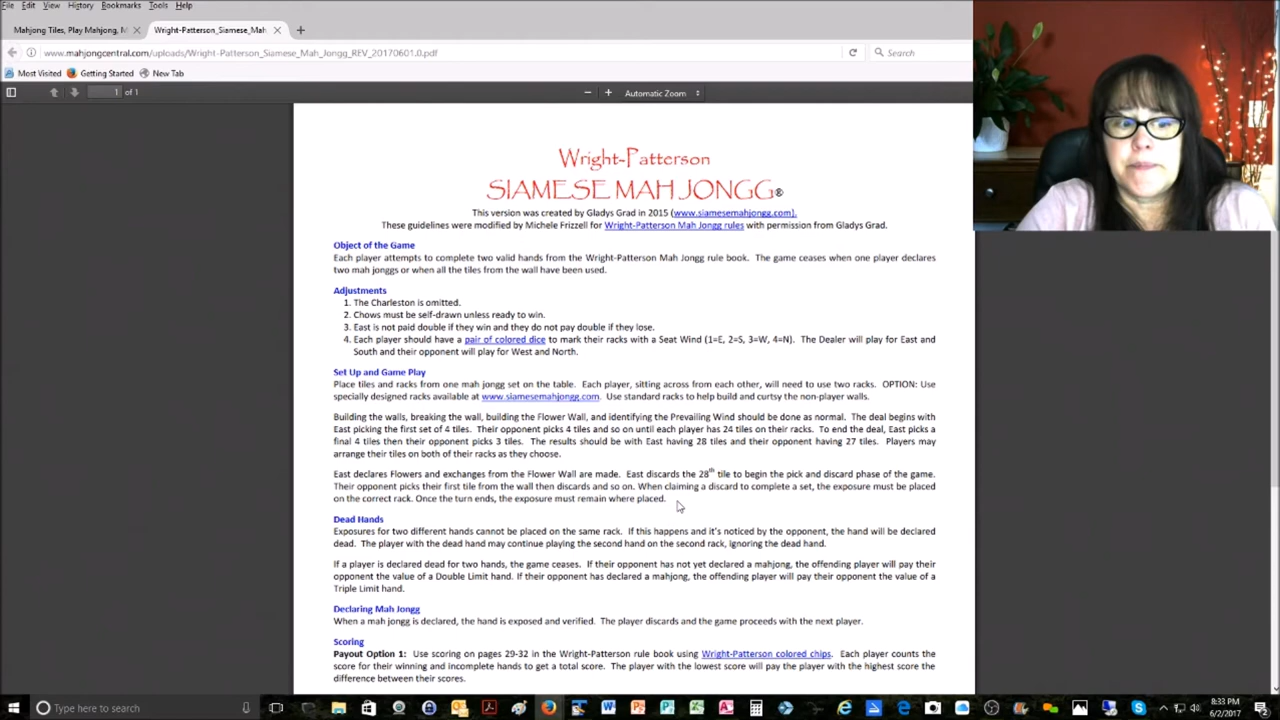 File Edit View History Bookmarks Tools Help
Mahjong Tiles, Play Mahjong, M
Wright-Patterson_Siamese_Mah
www.mahjongcentral.com/uploads/Wright-Patterson_Siamese_Mah_Jongg_REV_20170601.0.pdf
Search
Most Visited Getting Started New Tab
1 of 1
Automatic Zoom
Wright-Patterson
SIAMESE MAH JONGG®
This version was created by Gladys Grad in 2015 (www.siamesemahjongg.com).
These guidelines were modified by Michele Frizzell for Wright-Patterson Mah Jongg rules with permission from Gladys Grad.
Object of the Game
Each player attempts to complete two valid hands from the Wright-Patterson Mah Jongg rule book. The game ceases when one player declares
two mah jonggs or when all the tiles from the wall have been used.
Adjustments
1. The Charleston is omitted.
2. Chows must be self-drawn unless ready to win.
3. East is not paid double if they win and they do not pay double if they lose.
4. Each player should have a pair of colored dice to mark their racks with a Seat Wind (1=E, 2=S, 3=W, 4=N). The Dealer will play for East and
South and their opponent will play for West and North.
Set Up and Game Play
Place tiles and racks from one mah jongg set on the table. Each player, sitting across from each other, will need to use two racks. OPTION: Use
specially designed racks available at www.siamesemahjongg.com. Use standard racks to help build and curtsy the non-player walls.
Building the walls, breaking the wall, building the Flower Wall, and identifying the Prevailing Wind should be done as normal. The deal begins with
East picking the first set of 4 tiles. Their opponent picks 4 tiles and so on until each player has 24 tiles on their racks. To end the deal, East picks a
final 4 tiles then their opponent picks 3 tiles. The results should be with East having 28 tiles and their opponent having 27 tiles. Players may
arrange their tiles on both of their racks as they choose.
East declares Flowers and exchanges from the Flower Wall are made. East discards the 28th tile to begin the pick and discard phase of the game.
Their opponent picks their first tile from the wall then discards and so on. When claiming a discard to complete a set, the exposure must be placed
on the correct rack. Once the turn ends, the exposure must remain where placed.
Dead Hands
Exposures for two different hands cannot be placed on the same rack. If this happens and it's noticed by the opponent, the hand will be declared
dead. The player with the dead hand may continue playing the second hand on the second rack, ignoring the dead hand.
If a player is declared dead for two hands, the game ceases. If their opponent has not yet declared a mahjong, the offending player will pay their
opponent the value of a Double Limit hand. If their opponent has declared a mahjong, the offending player will pay their opponent the value of a
Triple Limit hand.
Declaring Mah Jongg
When a mah jongg is declared, the hand is exposed and verified. The player discards and the game proceeds with the next player.
Scoring
Payout Option 1: Use scoring on pages 29-32 in the Wright-Patterson rule book using Wright-Patterson colored chips. Each player counts the
score for their winning and incomplete hands to get a total score. The player with the lowest score will pay the player with the highest score the
difference between their scores.
Type here to search
8:33 PM
6/2/2017